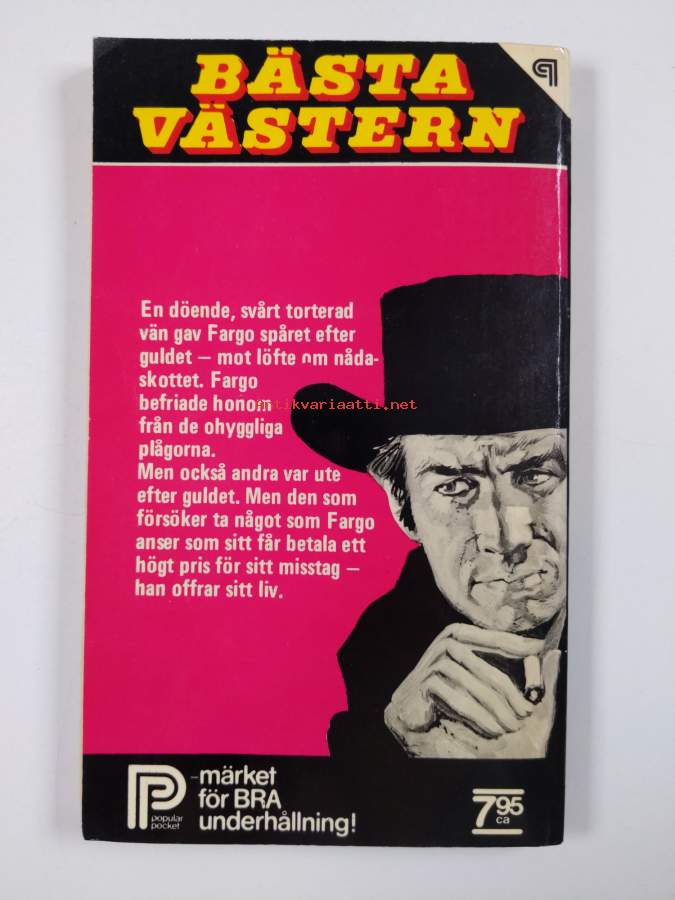 BÄSTA
VÄSTERN
En döende, svårt torterad
vän gav Fargo spåret efter
guldet – mot löfte om nåda-
skottet. Fargo
befriade honom
antikvariaatti.net
från de ohyggliga
plågorna.
Men också andra var ute
efter guldet. Men den som
försöker ta något som Fargo
anser som sitt får betala ett
högt pris för sitt misstag –
han offrar sitt liv.
popular
pocket
–märket
för BRA
underhållning!
7 95
ca